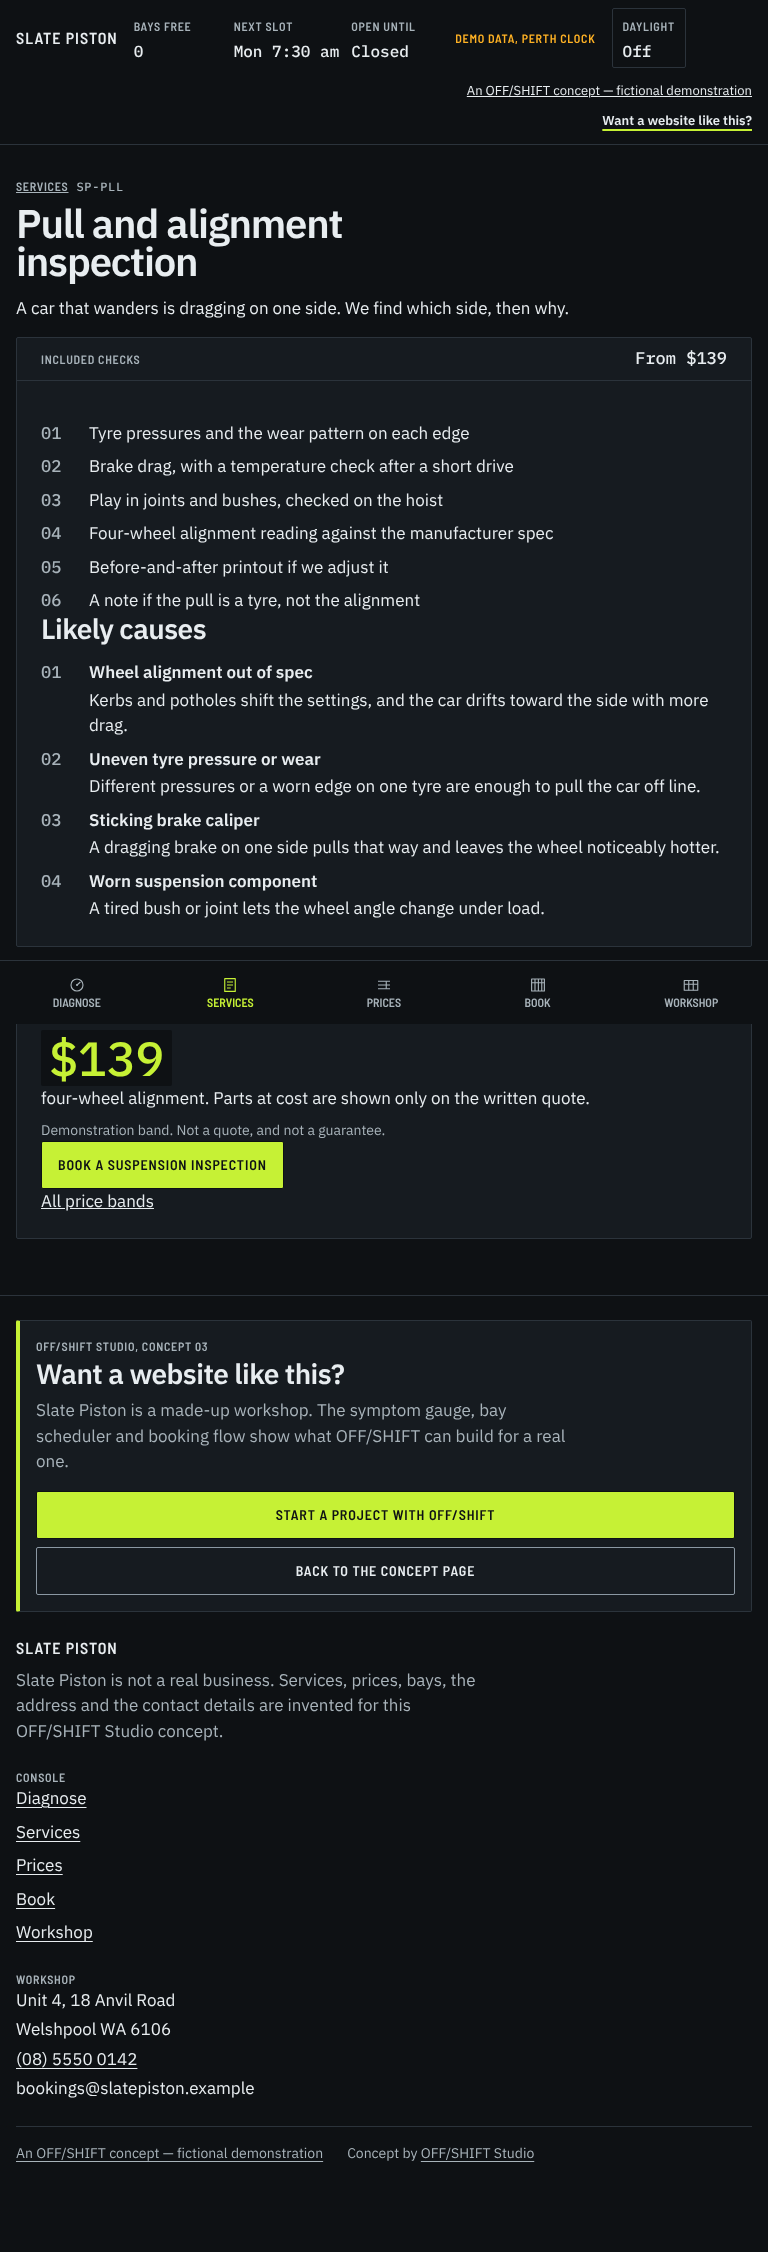 SLATE PISTON
BAYS FREE
0
NEXT SLOT
Mon 7:30 am
OPEN UNTIL
Closed
DEMO DATA, PERTH CLOCK
DAYLIGHT
Off
An OFF/SHIFT concept — fictional demonstration
Want a website like this?
SERVICES SP-PLL
Pull and alignment
inspection
A car that wanders is dragging on one side. We find which side, then why.
INCLUDED CHECKS
From $139
01 Tyre pressures and the wear pattern on each edge
02 Brake drag, with a temperature check after a short drive
03 Play in joints and bushes, checked on the hoist
04 Four-wheel alignment reading against the manufacturer spec
05 Before-and-after printout if we adjust it
06 A note if the pull is a tyre, not the alignment
Likely causes
01 Wheel alignment out of spec
Kerbs and potholes shift the settings, and the car drifts toward the side with more
drag.
02 Uneven tyre pressure or wear
Different pressures or a worn edge on one tyre are enough to pull the car off line.
03 Sticking brake caliper
A dragging brake on one side pulls that way and leaves the wheel noticeably hotter.
04 Worn suspension component
A tired bush or joint lets the wheel angle change under load.
DIAGNOSE
SERVICES
PRICES
BOOK
WORKSHOP
$139
four-wheel alignment. Parts at cost are shown only on the written quote.
Demonstration band. Not a quote, and not a guarantee.
BOOK A SUSPENSION INSPECTION
All price bands
OFF/SHIFT STUDIO, CONCEPT 03
Want a website like this?
Slate Piston is a made-up workshop. The symptom gauge, bay
scheduler and booking flow show what OFF/SHIFT can build for a real
one.
START A PROJECT WITH OFF/SHIFT
BACK TO THE CONCEPT PAGE
SLATE PISTON
Slate Piston is not a real business. Services, prices, bays, the
address and the contact details are invented for this
OFF/SHIFT Studio concept.
CONSOLE
Diagnose
Services
Prices
Book
Workshop
WORKSHOP
Unit 4, 18 Anvil Road
Welshpool WA 6106
(08) 5550 0142
bookings@slatepiston.example
An OFF/SHIFT concept — fictional demonstration
Concept by OFF/SHIFT Studio